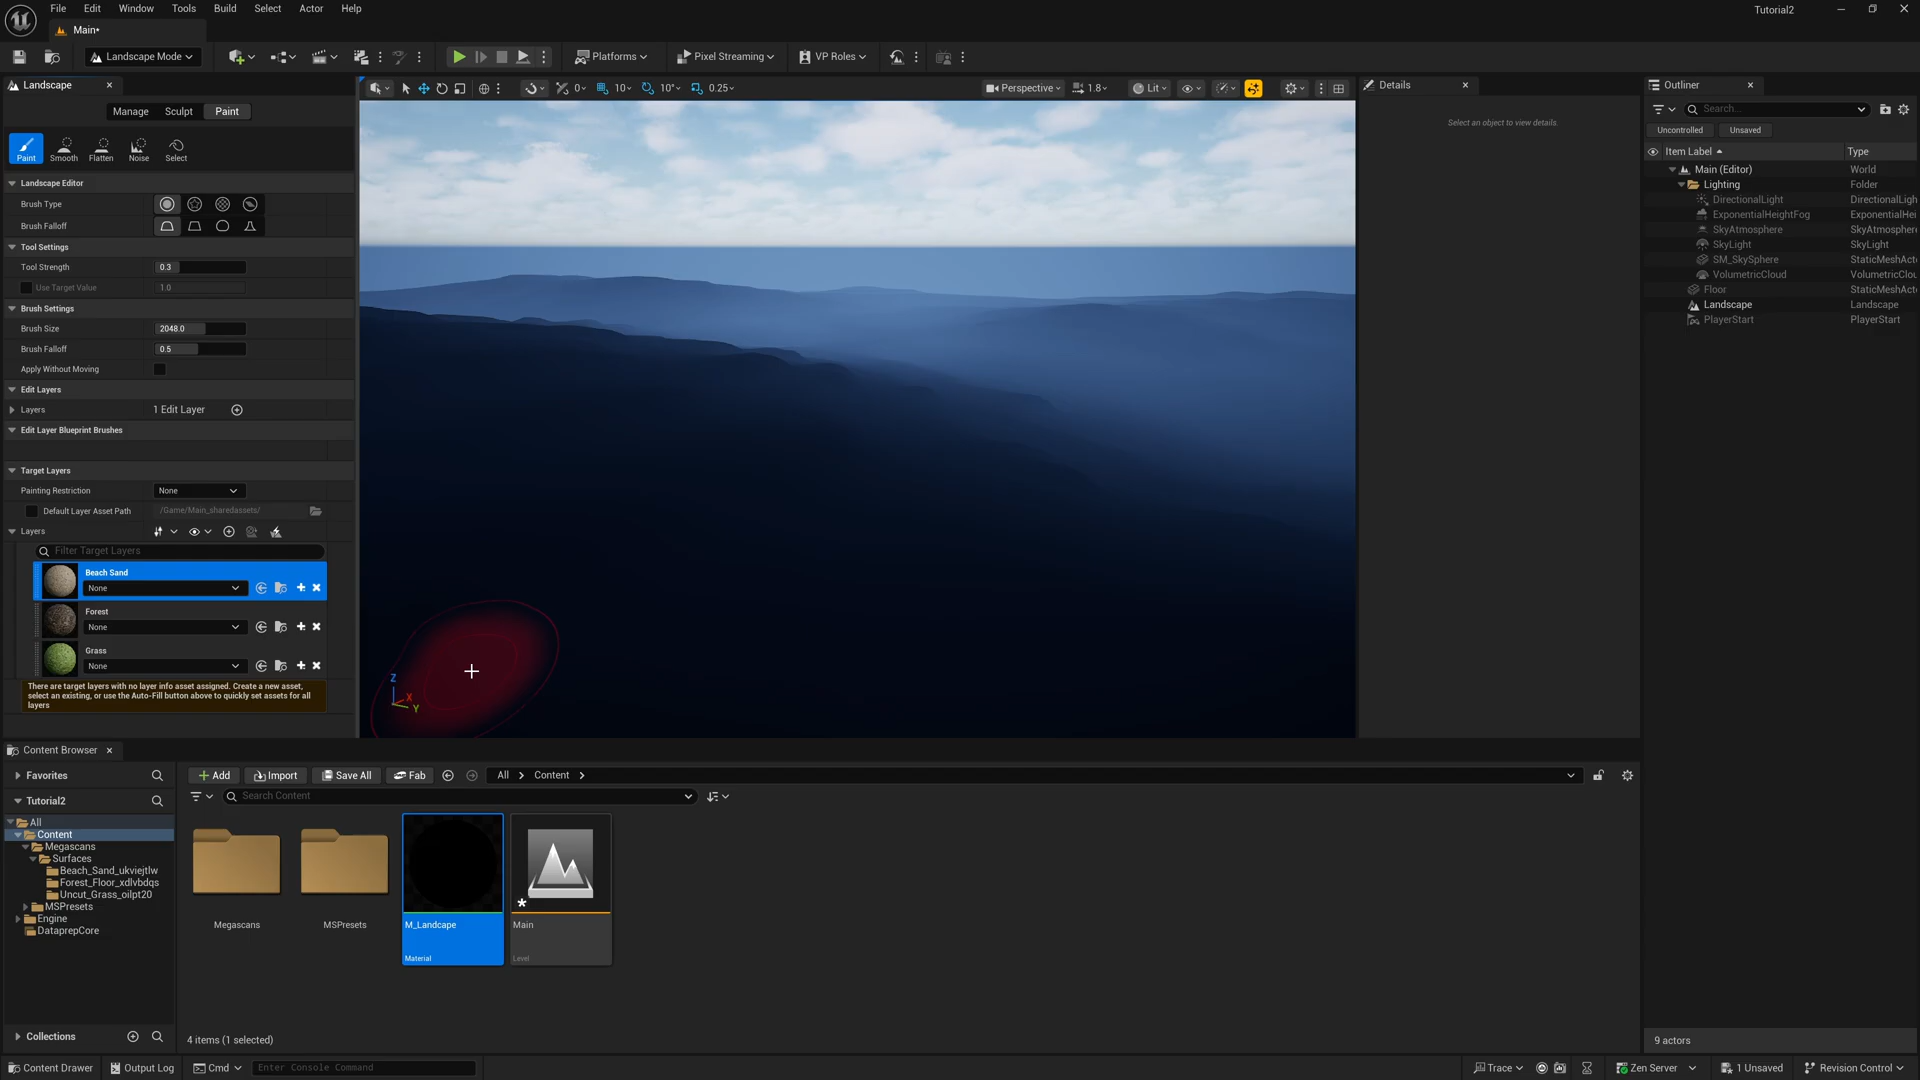 File Edit Window Tools Build Select Actor Help
Tutorial2
Main*
Landscape Mode
Platforms
Pixel Streaming
VP Roles
Landscape
Manage Sculpt Paint
Paint Smooth Flatten Noise Select
Landscape Editor
Brush Type
Brush Falloff
Tool Settings
Tool Strength 0.3
Use Target Value 1.0
Brush Settings
Brush Size 2048.0
Brush Falloff 0.5
Apply Without Moving
Edit Layers
Layers 1 Edit Layer
Edit Layer Blueprint Brushes
Target Layers
Painting Restriction None
Default Layer Asset Path /Game/Main_sharedassets/
Layers
Filter Target Layers
Beach Sand
None
Forest
None
Grass
None
There are target layers with no layer info asset assigned. Create a new asset,
select an existing, or use the Auto-Fill button above to quickly set assets for all
layers
0 10 10° 0.25
Perspective 1.8 Lit
Z
X
Y
Details
Select an object to view details.
Outliner
Search...
Uncontrolled Unsaved
Item Label Type
Main (Editor) World
Lighting Folder
DirectionalLight DirectionalLigh
ExponentialHeightFog ExponentialHei
SkyAtmosphere SkyAtmosphere
SkyLight SkyLight
SM_SkySphere StaticMeshAct
VolumetricCloud VolumetricClou
Floor StaticMeshAct
Landscape Landscape
PlayerStart PlayerStart
9 actors
Content Browser
Favorites
Tutorial2
All
Content
Megascans
Surfaces
Beach_Sand_ukviejtlw
Forest_Floor_xdlvbdqs
Uncut_Grass_oilpt20
MSPresets
Engine
DataprepCore
Collections
Add Import Save All Fab All Content
Search Content
Megascans
MSPresets
M_Landcape
Material
Main
Level
4 items (1 selected)
Content Drawer Output Log Cmd Enter Console Command
Trace Zen Server 1 Unsaved Revision Control